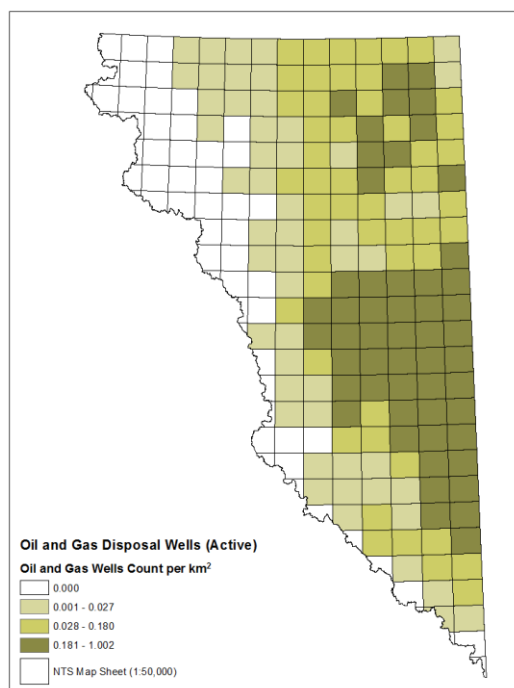 Oil and Gas Disposal Wells (Active)
Oil and Gas Wells Count per km²
0.000
0.001 - 0.027
0.028 - 0.180
0.181 - 1.002
NTS Map Sheet (1:50,000)